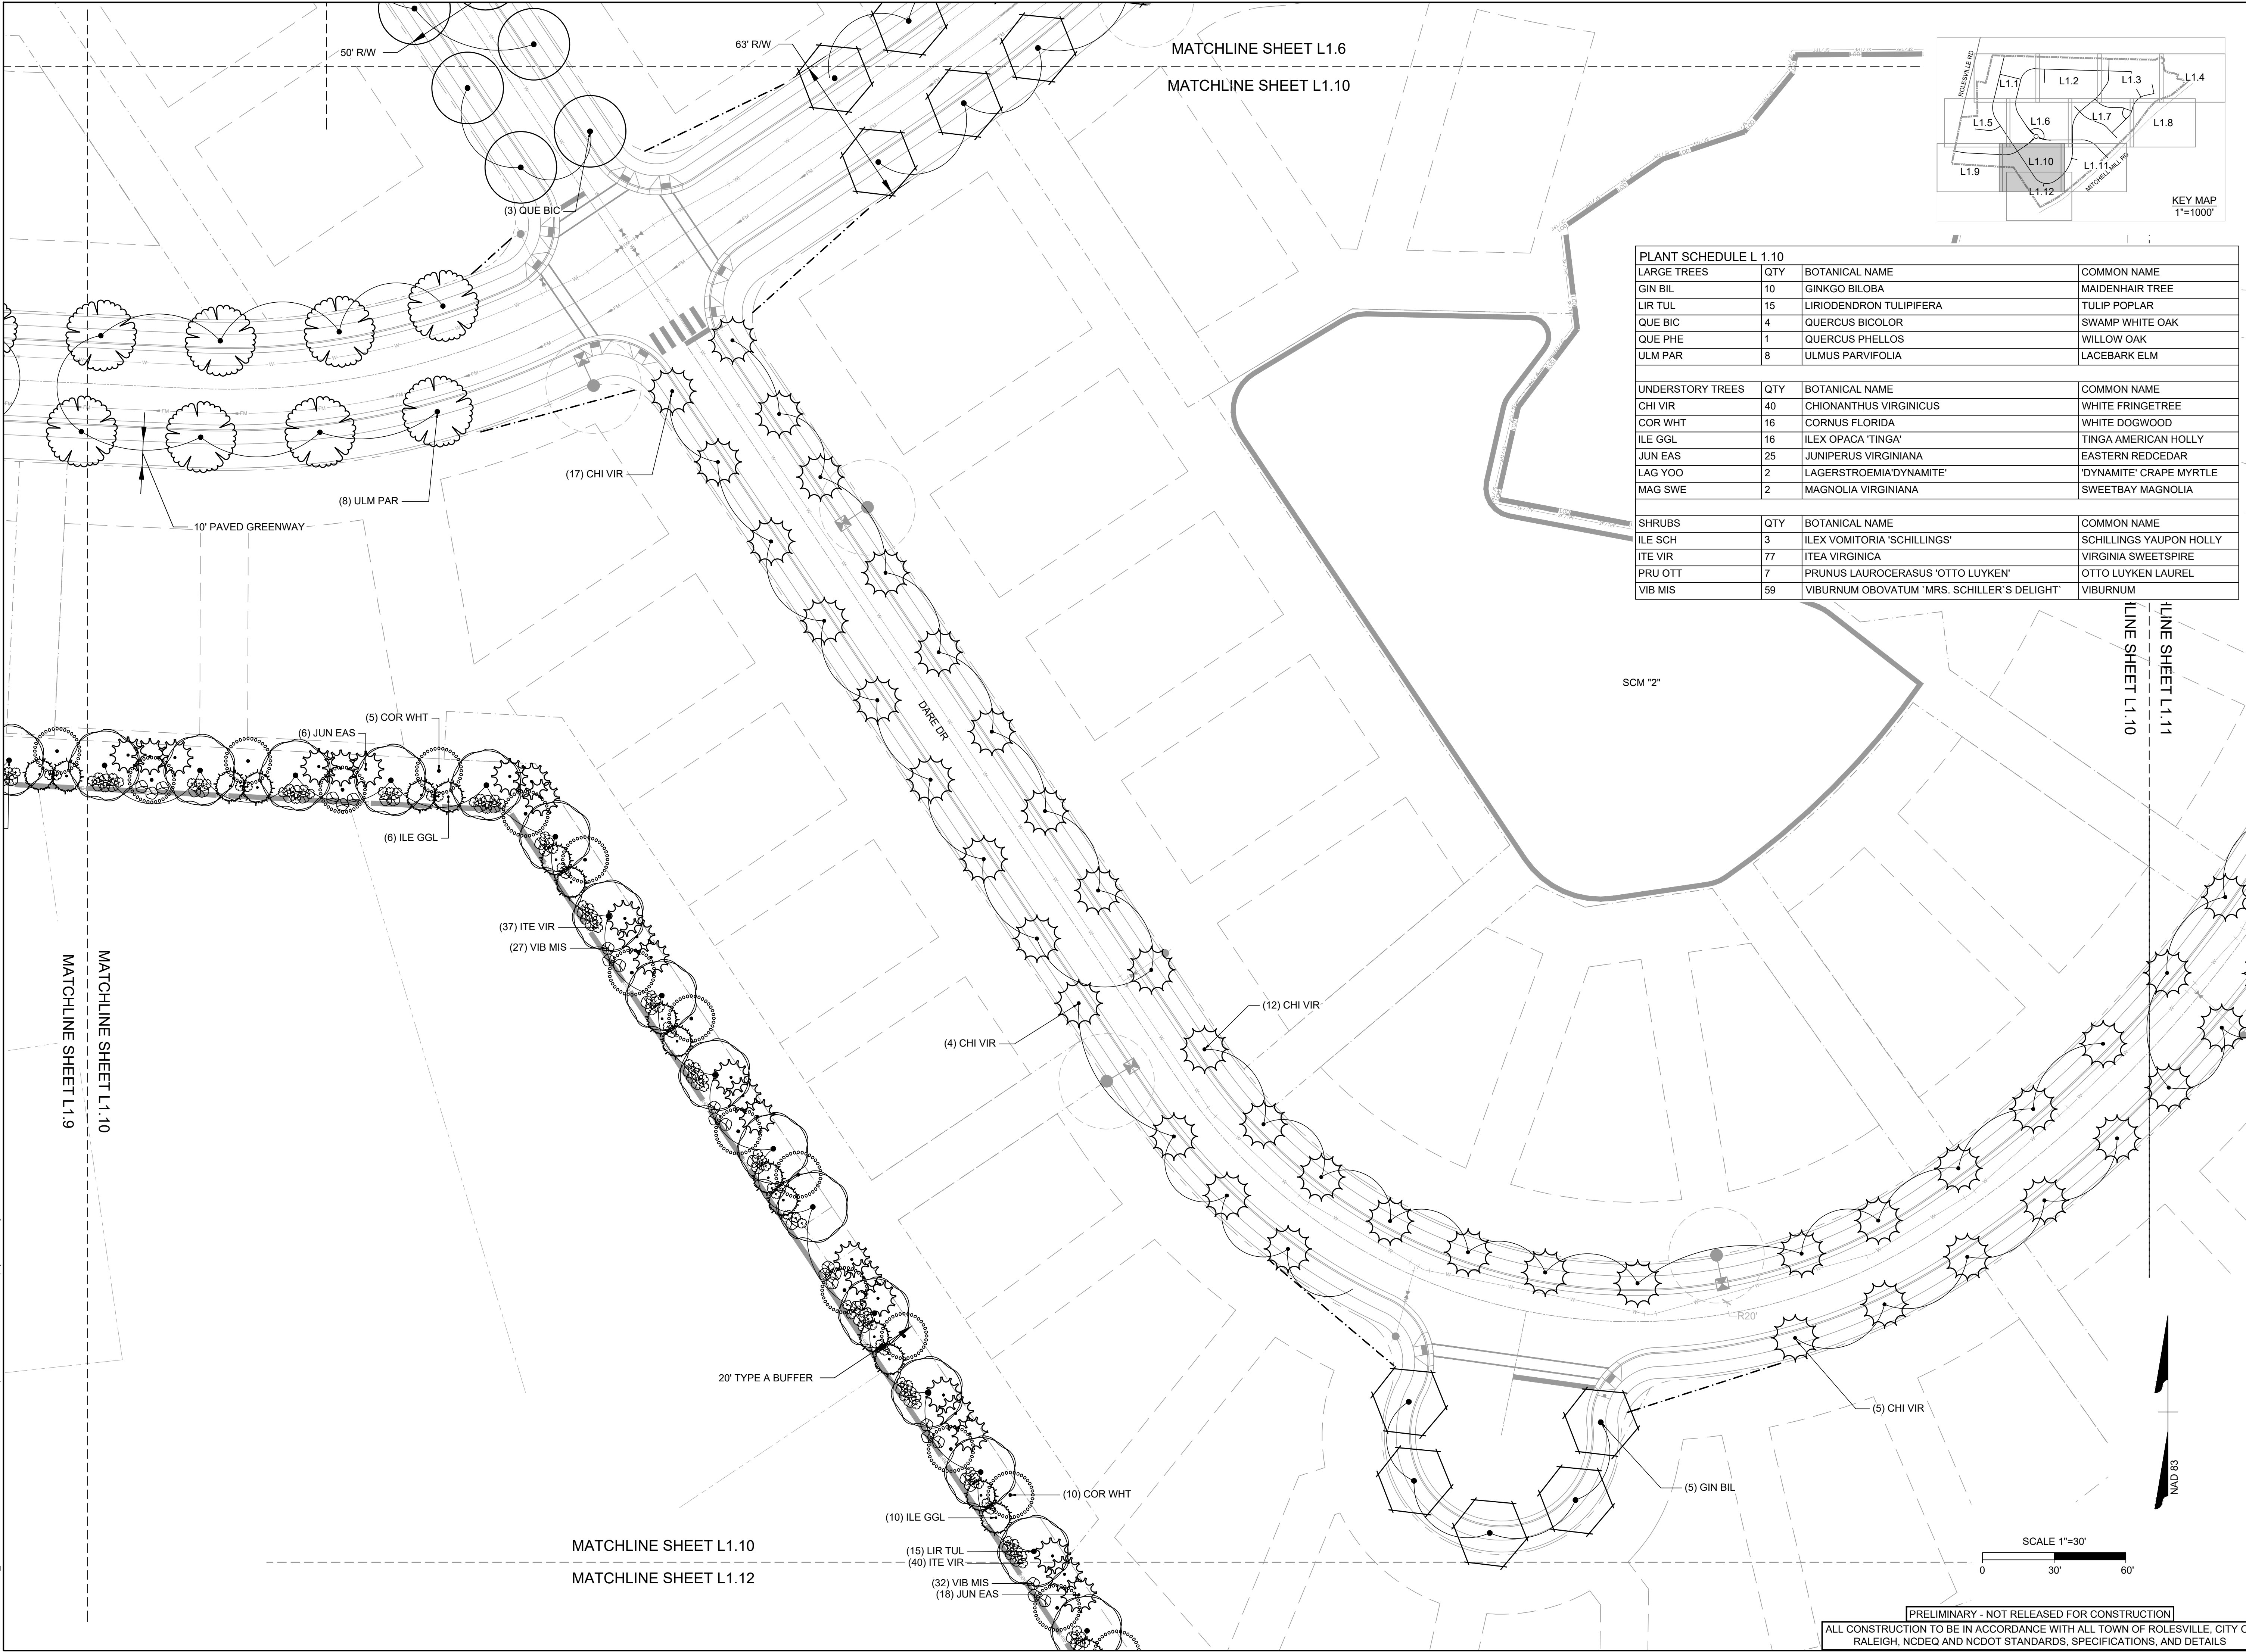 50' R/W
63' R/W
MATCHLINE SHEET L1.6
MATCHLINE SHEET L1.10
ROLESVILLE RD
L1.1
L1.2
L1.3
L1.4
L1.5
L1.6
L1.7
L1.8
L1.9
L1.10
L1.11
L1.12
MITCHELL MILL RD
KEY MAP
1"=1000'
PLANT SCHEDULE L 1.10
LARGE TREES QTY BOTANICAL NAME COMMON NAME
GIN BIL 10 GINKGO BILOBA MAIDENHAIR TREE
LIR TUL 15 LIRIODENDRON TULIPIFERA TULIP POPLAR
QUE BIC 4 QUERCUS BICOLOR SWAMP WHITE OAK
QUE PHE 1 QUERCUS PHELLOS WILLOW OAK
ULM PAR 8 ULMUS PARVIFOLIA LACEBARK ELM
UNDERSTORY TREES QTY BOTANICAL NAME COMMON NAME
CHI VIR 40 CHIONANTHUS VIRGINICUS WHITE FRINGETREE
COR WHT 16 CORNUS FLORIDA WHITE DOGWOOD
ILE GGL 16 ILEX OPACA 'TINGA' TINGA AMERICAN HOLLY
JUN EAS 25 JUNIPERUS VIRGINIANA EASTERN REDCEDAR
LAG YOO 2 LAGERSTROEMIA'DYNAMITE' 'DYNAMITE' CRAPE MYRTLE
MAG SWE 2 MAGNOLIA VIRGINIANA SWEETBAY MAGNOLIA
SHRUBS QTY BOTANICAL NAME COMMON NAME
ILE SCH 3 ILEX VOMITORIA 'SCHILLINGS' SCHILLINGS YAUPON HOLLY
ITE VIR 77 ITEA VIRGINICA VIRGINIA SWEETSPIRE
PRU OTT 7 PRUNUS LAUROCERASUS 'OTTO LUYKEN' OTTO LUYKEN LAUREL
VIB MIS 59 VIBURNUM OBOVATUM `MRS. SCHILLER`S DELIGHT` VIBURNUM
(3) QUE BIC
(17) CHI VIR
(8) ULM PAR
10' PAVED GREENWAY
SCM "2"
HLINE SHEET L1.10
HLINE SHEET L1.11
DARE DR
(5) COR WHT
(6) JUN EAS
(6) ILE GGL
(37) ITE VIR
(27) VIB MIS
MATCHLINE SHEET L1.9
MATCHLINE SHEET L1.10
(12) CHI VIR
(4) CHI VIR
R20'
20' TYPE A BUFFER
(5) CHI VIR
(5) GIN BIL
(10) COR WHT
(10) ILE GGL
MATCHLINE SHEET L1.10
MATCHLINE SHEET L1.12
(15) LIR TUL
(40) ITE VIR
(32) VIB MIS
(18) JUN EAS
NAD 83
SCALE 1"=30'
0 30' 60'
PRELIMINARY - NOT RELEASED FOR CONSTRUCTION
ALL CONSTRUCTION TO BE IN ACCORDANCE WITH ALL TOWN OF ROLESVILLE, CITY
RALEIGH, NCDEQ AND NCDOT STANDARDS, SPECIFICATIONS, AND DETAILS